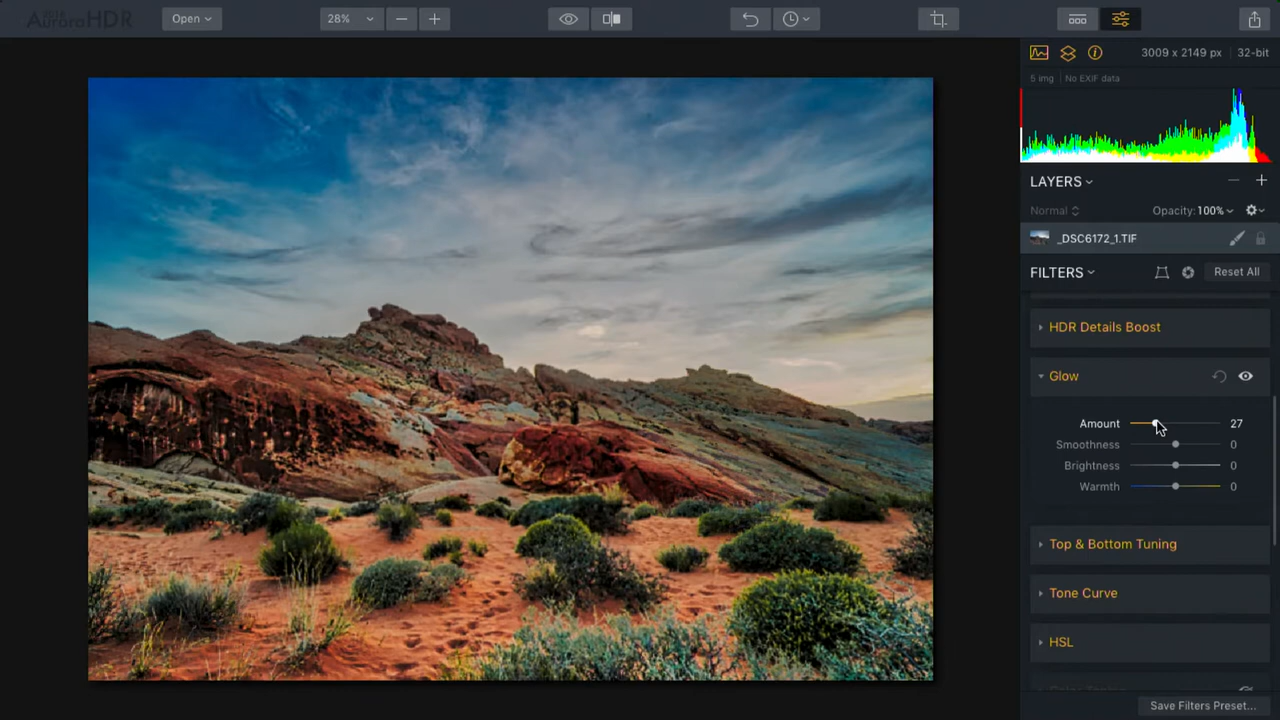 AuroraHDR
Open
28%
3009 x 2149 px
32-bit
5 img
No EXIF data
LAYERS
Normal
Opacity: 100%
_DSC6172_1.TIF
FILTERS
Reset All
HDR Details Boost
Glow
Amount 27
Smoothness 0
Brightness 0
Warmth 0
Top & Bottom Tuning
Tone Curve
HSL
Save Filters Preset...